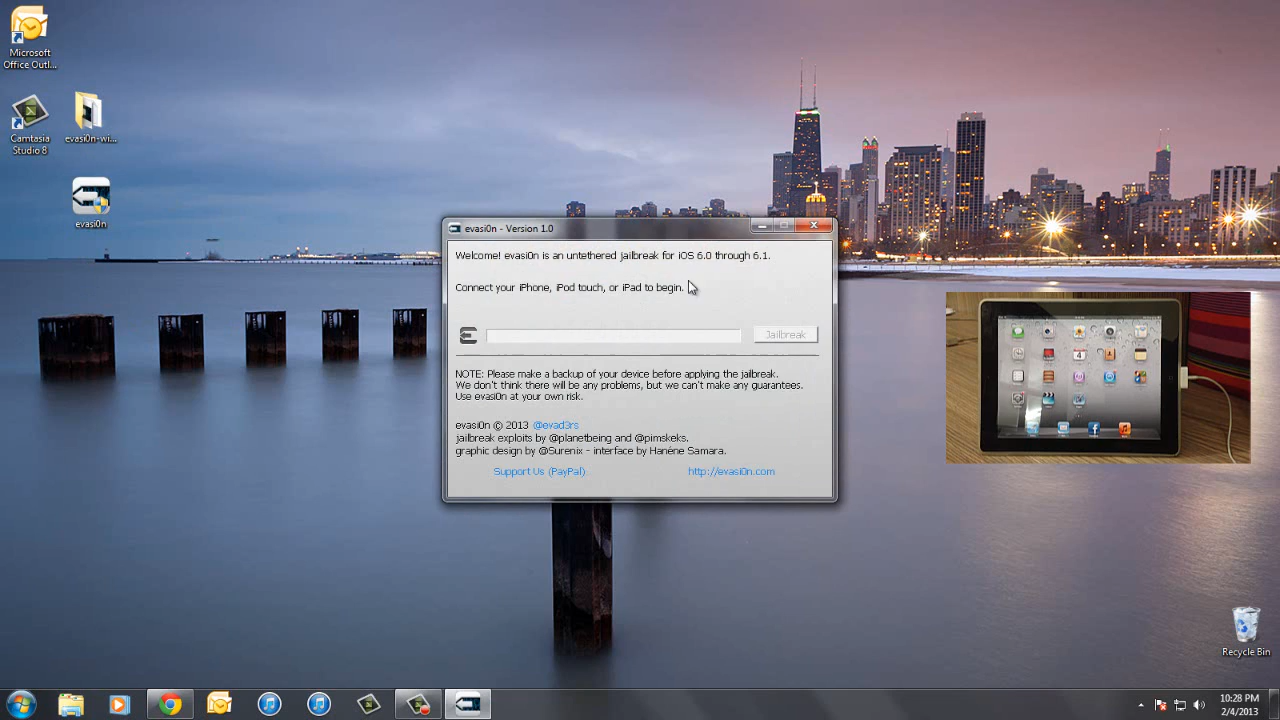 Microsoft
Office Outl...
Camtasia
Studio 8
evasi0n-wi...
evasi0n
evasi0n - Version 1.0
Welcome! evasi0n is an untethered jailbreak for iOS 6.0 through 6.1.
Connect your iPhone, iPod touch, or iPad to begin.
Jailbreak
NOTE: Please make a backup of your device before applying the jailbreak.
We don't think there will be any problems, but we can't make any guarantees.
Use evasi0n at your own risk.
evasi0n © 2013 @evad3rs
jailbreak exploits by @planetbeing and @pimskeks.
graphic design by @Surenix - interface by Hanéne Samara.
Support Us (PayPal) http://evasi0n.com
4
Recycle Bin
10:28 PM
2/4/2013